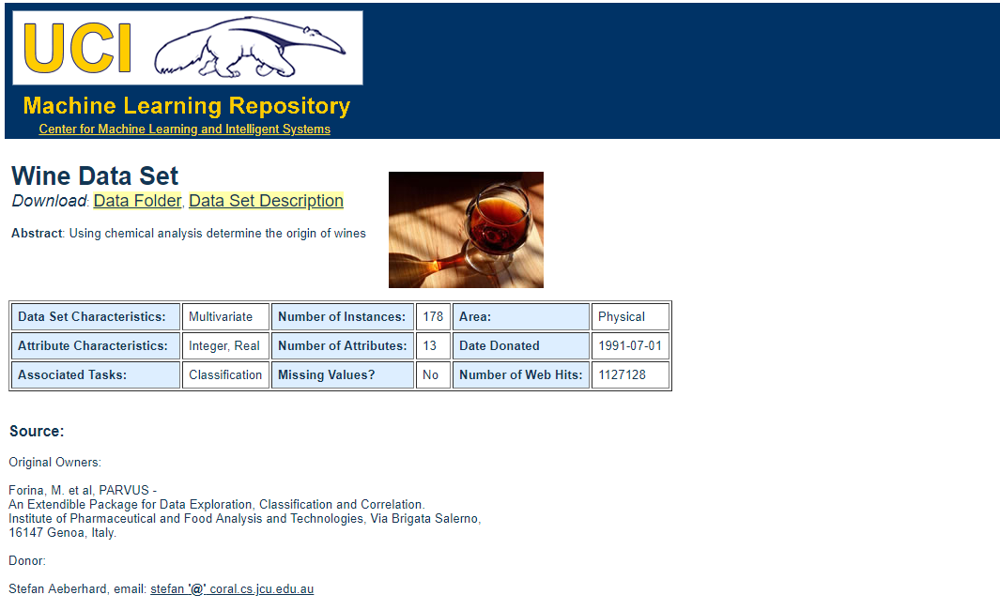 UCI
Machine Learning Repository
Center for Machine Learning and Intelligent Systems
Wine Data Set
Download: Data Folder, Data Set Description
Abstract: Using chemical analysis determine the origin of wines
Data Set Characteristics: Multivariate Number of Instances: 178 Area: Physical
Attribute Characteristics: Integer, Real Number of Attributes: 13 Date Donated 1991-07-01
Associated Tasks: Classification Missing Values? No Number of Web Hits: 1127128
Source:
Original Owners:
Forina, M. et al, PARVUS -
An Extendible Package for Data Exploration, Classification and Correlation.
Institute of Pharmaceutical and Food Analysis and Technologies, Via Brigata Salerno,
16147 Genoa, Italy.
Donor:
Stefan Aeberhard, email: stefan '@' coral.cs.jcu.edu.au